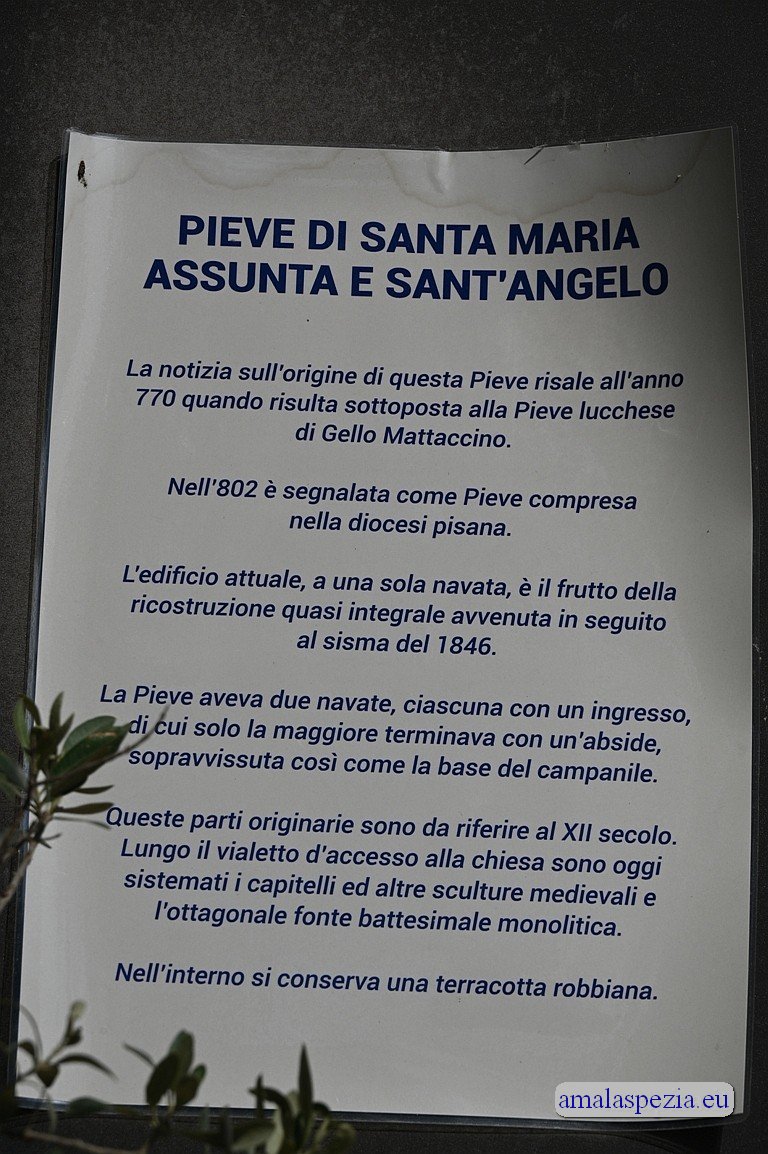 PIEVE DI SANTA MARIA
ASSUNTA E SANT'ANGELO
La notizia sull'origine di questa Pieve risale all'anno
770 quando risulta sottoposta alla Pieve lucchese
di Gello Mattaccino.
Nell'802 è segnalata come Pieve compresa
nella diocesi pisana.
L'edificio attuale, a una sola navata, è il frutto della
ricostruzione quasi integrale avvenuta in seguito
al sisma del 1846.
La Pieve aveva due navate, ciascuna con un ingresso,
di cui solo la maggiore terminava con un'abside,
sopravvissuta così come la base del campanile.
Queste parti originarie sono da riferire al XII secolo.
Lungo il vialetto d'accesso alla chiesa sono oggi
sistemati i capitelli ed altre sculture medievali e
l'ottagonale fonte battesimale monolitica.
Nell'interno si conserva una terracotta robbiana.
amalaspezia.eu